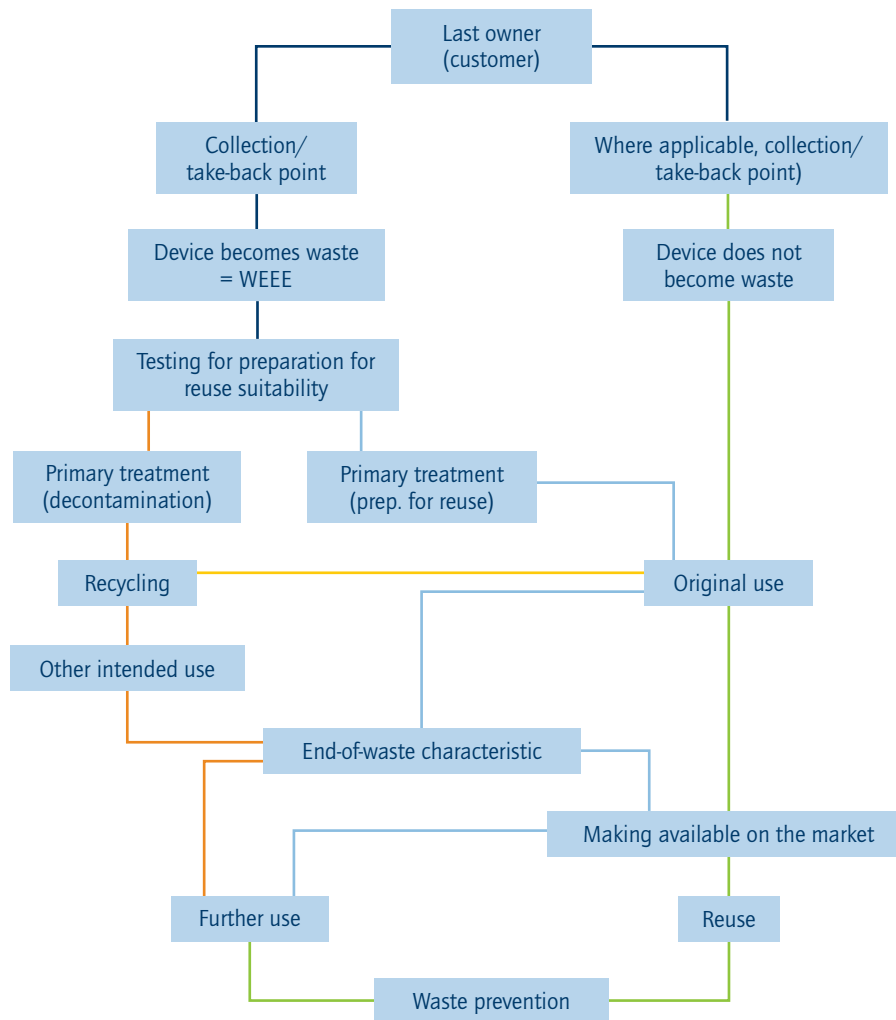 Last owner
(customer)
Collection/
take-back point
Where applicable, collection/
take-back point)
Device becomes waste
= WEEE
Device does not
become waste
Testing for preparation for
reuse suitability
Primary treatment
(decontamination)
Primary treatment
(prep. for reuse)
Recycling
Original use
Other intended use
End-of-waste characteristic
Making available on the market
Further use
Reuse
Waste prevention